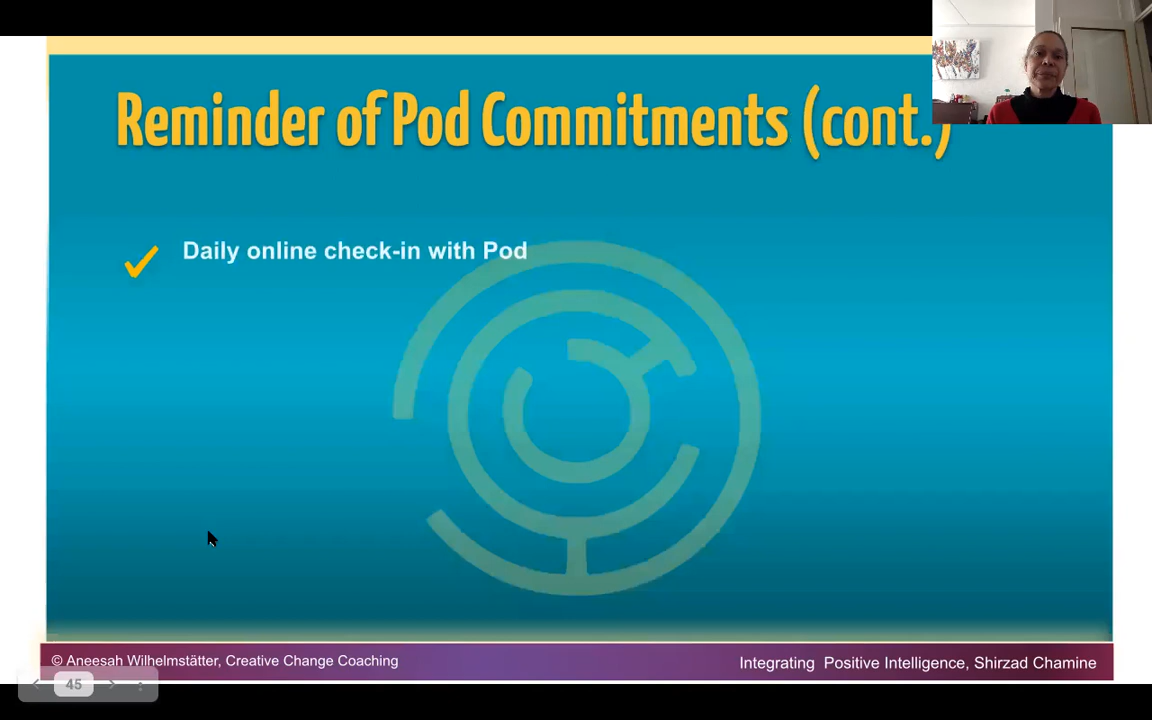 Reminder of Pod Commitments (cont.)
Daily online check-in with Pod
© Aneesah Wilhelmstätter, Creative Change Coaching
Integrating Positive Intelligence, Shirzad Chamine
45